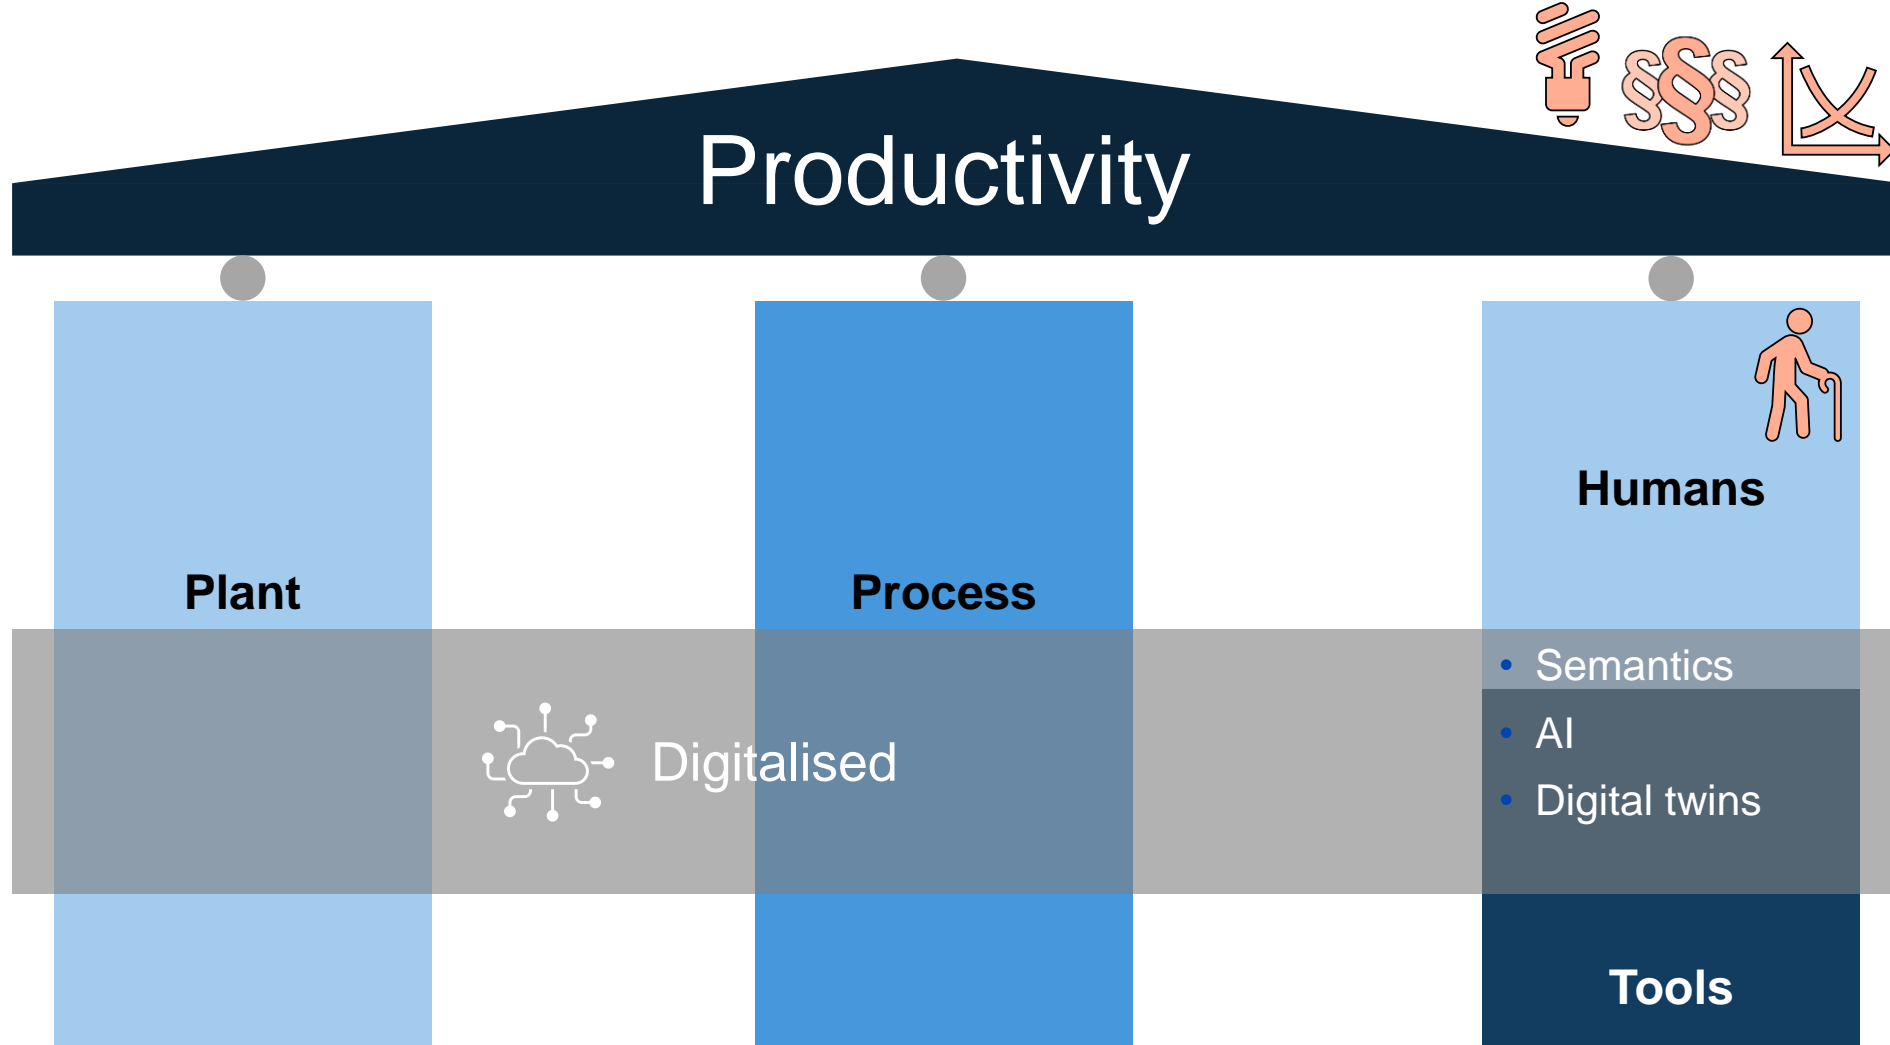 Productivity
§§§
Plant
Process
Humans
• Semantics
• AI
• Digital twins
Digitalised
Tools